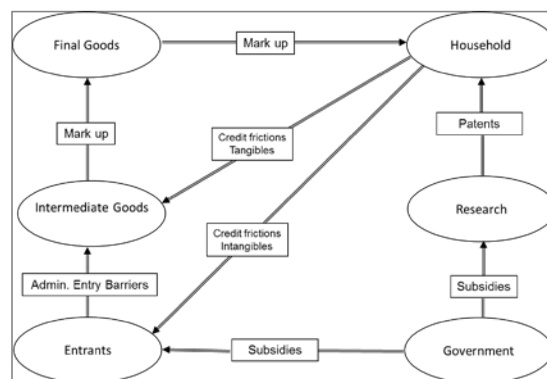 Final Goods
Mark up
Household
Mark up
Credit frictions
Tangibles
Patents
Intermediate Goods
Credit frictions
Intangibles
Research
Admin. Entry Barriers
Subsidies
Entrants
Subsidies
Government